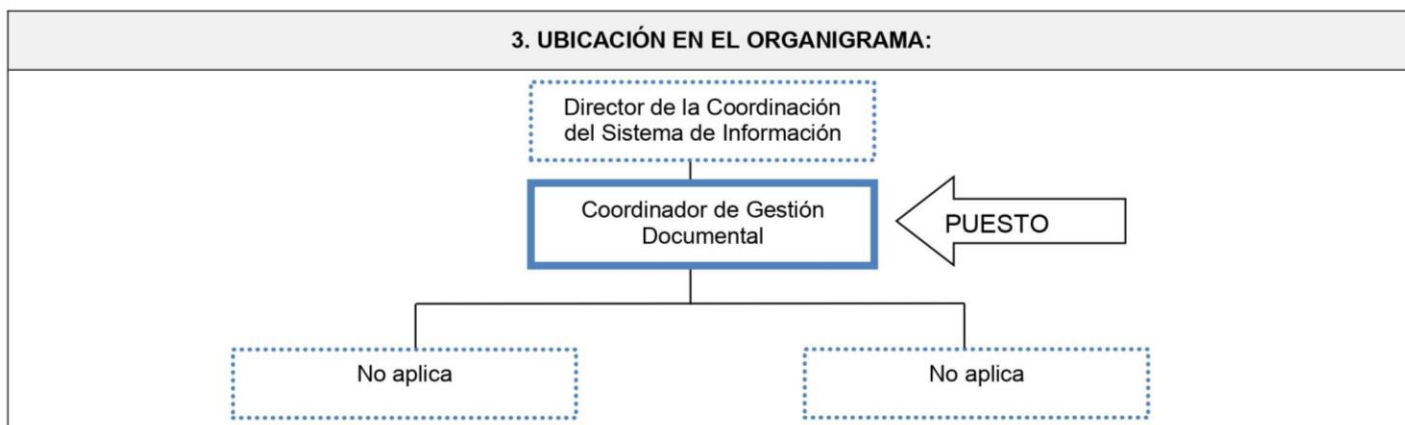 3. UBICACIÓN EN EL ORGANIGRAMA:
Director de la Coordinación
del Sistema de Información
Coordinador de Gestión
Documental
PUESTO
No aplica
No aplica